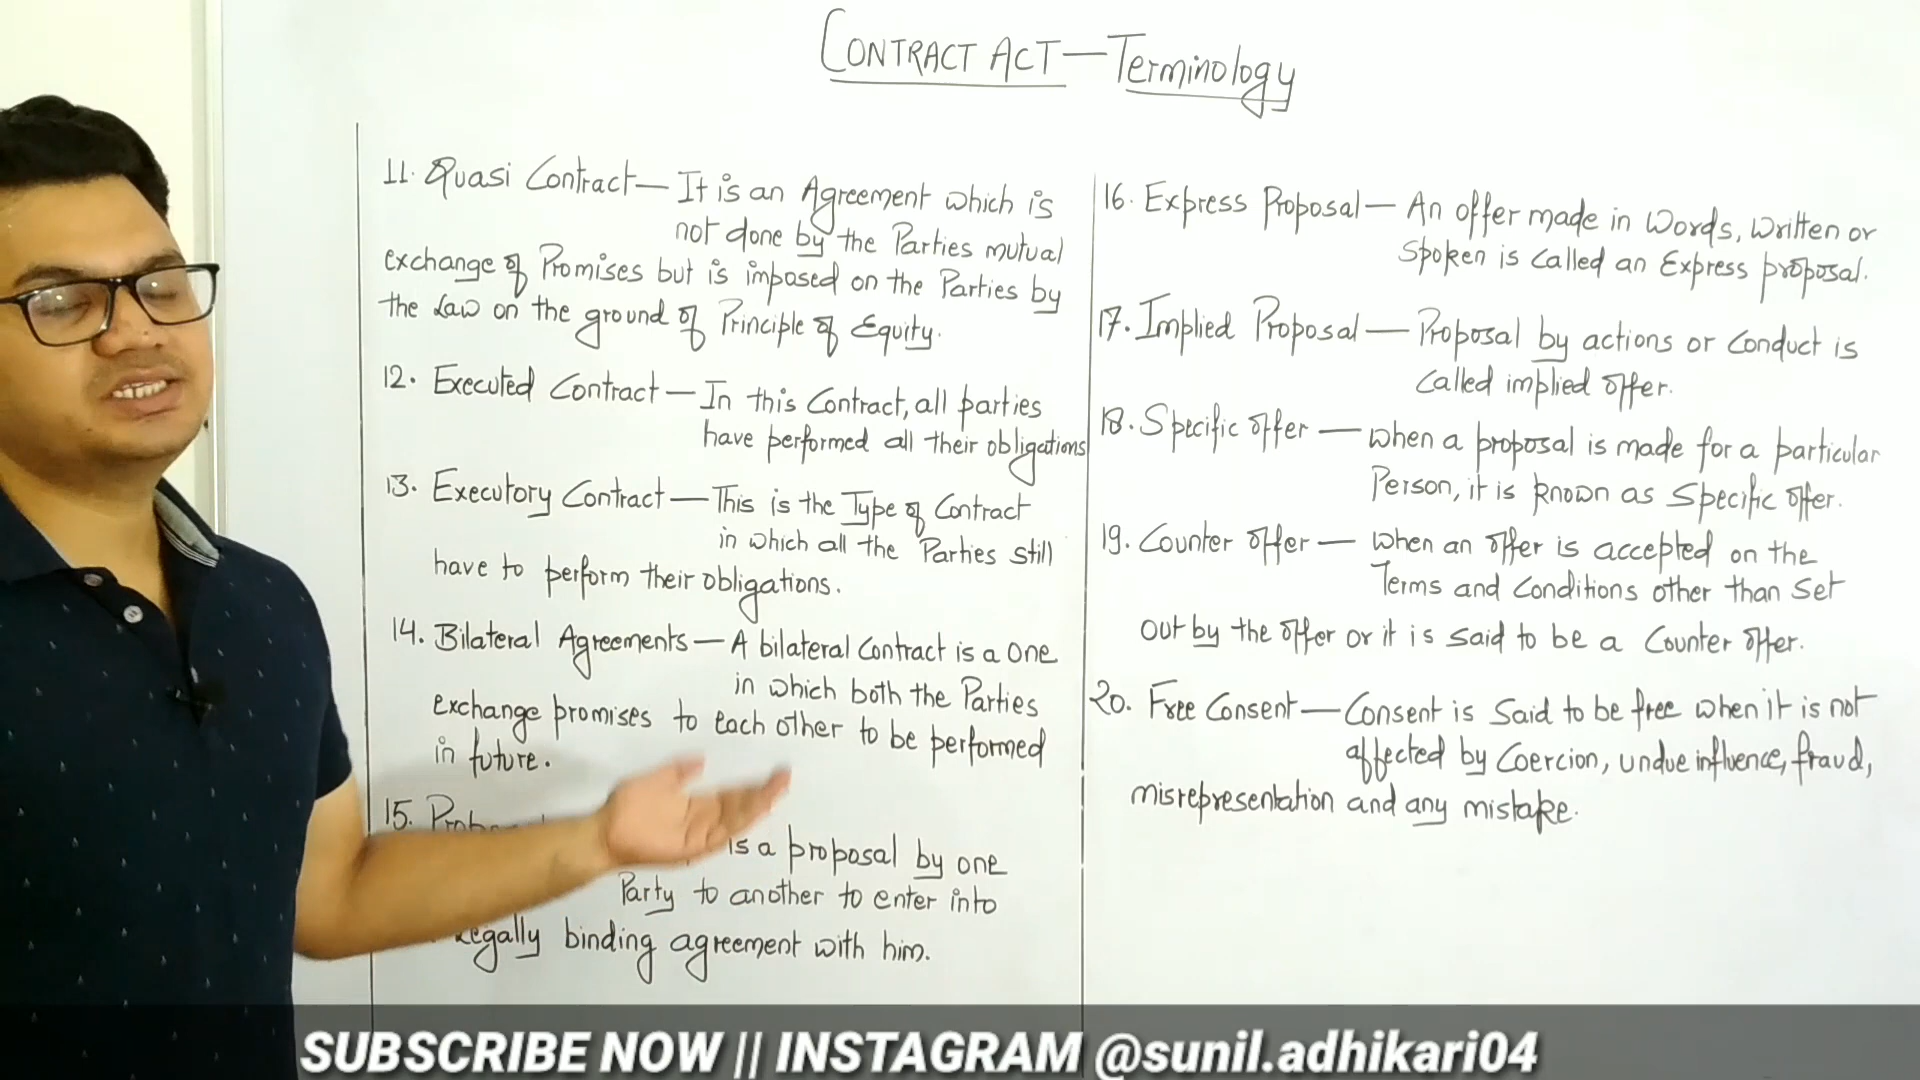 CONTRACT ACT — Terminology
11. Quasi Contract — It is an Agreement which is
not done by the Parties mutual
exchange of Promises but is imposed on the Parties by
the Law on the ground of Principle of Equity.
12. Executed Contract — In this Contract, all parties
have performed all their obligations
13. Executory Contract — This is the Type of Contract
in which all the Parties still
have to perform their obligations.
14. Bilateral Agreements — A bilateral Contract is a one
in which both the Parties
exchange promises to each other to be performed
in future.
15.
is a proposal by one
Party to another to enter into
Legally binding agreement with him.
16. Express Proposal — An offer made in Words, written or
Spoken is called an Express proposal.
17. Implied Proposal — Proposal by actions or Conduct is
Called implied offer.
18. Specific offer — when a proposal is made for a particular
Person, it is known as Specific offer.
19. Counter offer — when an offer is accepted on the
Terms and Conditions other than Set
out by the offer or it is said to be a Counter offer.
20. Free Consent — Consent is Said to be free when it is not
affected by Coercion, undue influence, fraud,
misrepresentation and any mistake.
SUBSCRIBE NOW || INSTAGRAM @sunil.adhikari04